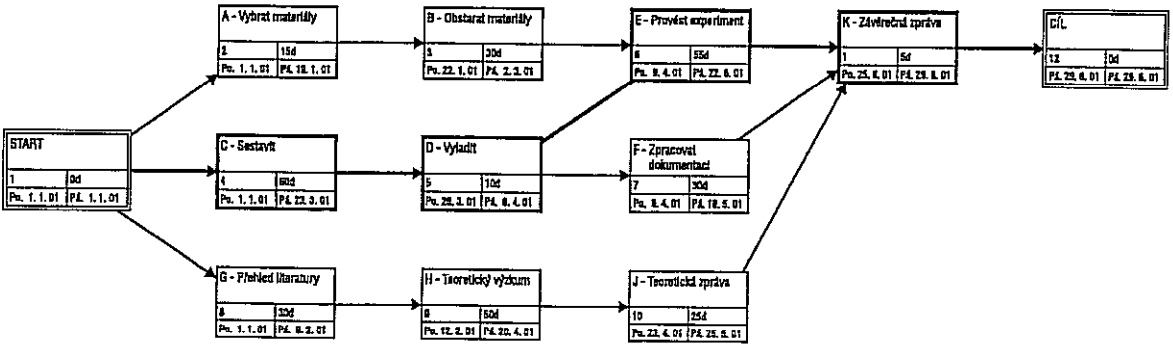 A - Vybrat materiály
2 15d
Po. 1.1.01 Pá. 19.1.01
B - Obstarat materiály
3 30d
Po. 22.1.01 Pá. 2.3.01
E - Provést experiment
6 55d
Po. 9.4.01 Pá. 22.6.01
K - Závěrečná zpráva
1 5d
Po. 25.6.01 Pá. 29.6.01
CÍL
12 0d
Pá. 29.6.01 Pá. 29.6.01
START
1 0d
Po. 1.1.01 Pá. 1.1.01
C - Sestavit
4 60d
Po. 1.1.01 Pá. 23.3.01
D - Vyladit
5 10d
Po. 26.3.01 Pá. 6.4.01
F - Zpracovat
dokumentaci
7 30d
Po. 9.4.01 Pá. 18.5.01
G - Přehled literatury
8 30d
Po. 1.1.01 Pá. 9.2.01
H - Teoretický výzkum
9 50d
Po. 12.2.01 Pá. 20.4.01
J - Teoretická zpráva
10 25d
Po. 23.4.01 Pá. 25.5.01